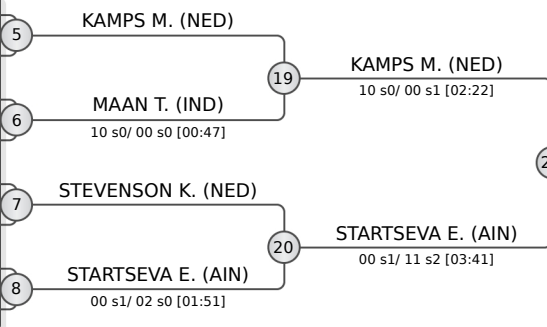 KAMPS M. (NED)
5
19
KAMPS M. (NED)
10 s0/ 00 s1 [02:22]
MAAN T. (IND)
6
10 s0/ 00 s0 [00:47]
STEVENSON K. (NED)
7
20
STARTSEVA E. (AIN)
00 s1/ 11 s2 [03:41]
STARTSEVA E. (AIN)
8
00 s1/ 02 s0 [01:51]